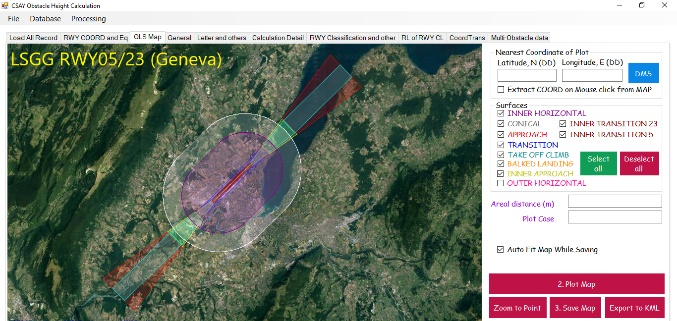 CSAY Obstacle Height Calculation
File Database Processing
Load All Record RWY COORD and Eq OLS Map General Letter and others Calculation Detail RWY Classification and other RL of RWY CL CoordTrans Multi Obstacle data
LSGG RWY05/23 (Geneva)
Nearest Coordinate of Plot
Latitude, N (DD) Longitude, E (DD)
DMS
Extract COORD on Mouse click from MAP
Surfaces
INNER HORIZONTAL
CONICAL INNER TRANSITION 23
APPROACH INNER TRANSITION 5
TRANSITION
TAKE OFF CLIMB
BALKED LANDING
INNER APPROACH
OUTER HORIZONTAL
Select all
Deselect all
Areal distance (m)
Plot Case
Auto Fit Map While Saving
2. Plot Map
Zoom to Point 3. Save Map Export to KML